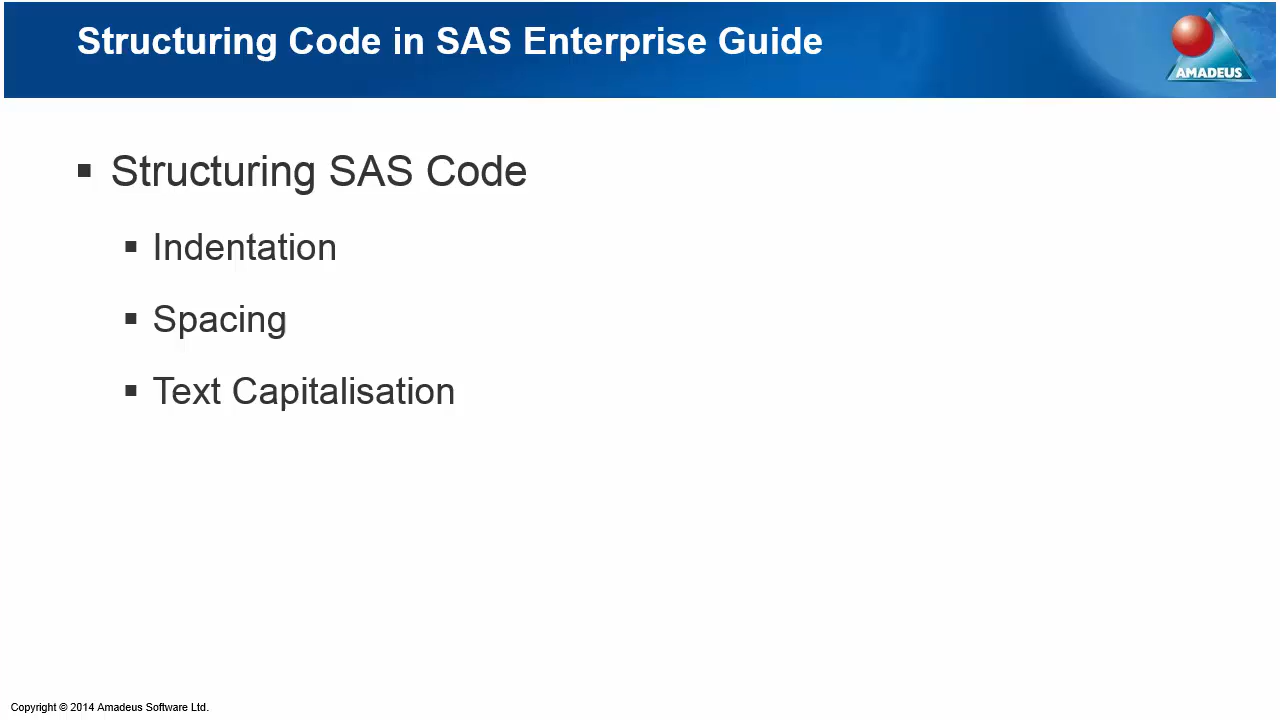 Structuring Code in SAS Enterprise Guide
AMADEUS
▪ Structuring SAS Code
▪ Indentation
▪ Spacing
▪ Text Capitalisation
Copyright © 2014 Amadeus Software Ltd.